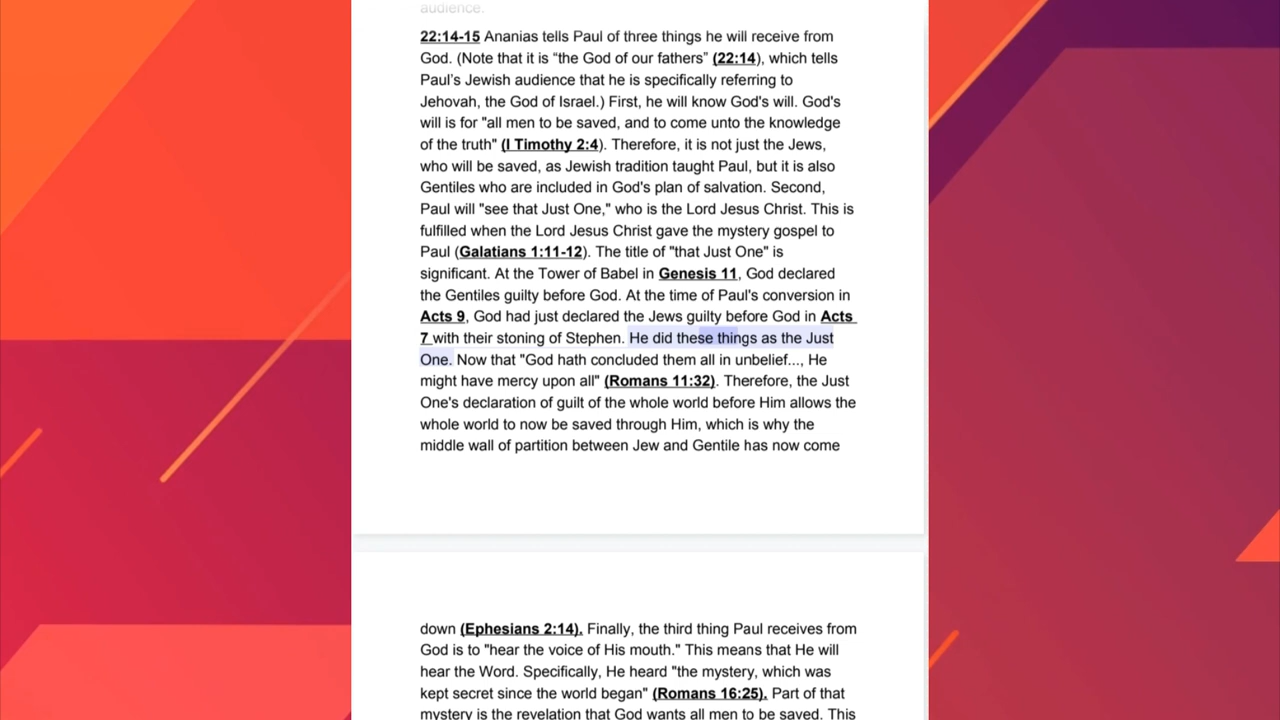 audience.
22:14-15 Ananias tells Paul of three things he will receive from
God. (Note that it is “the God of our fathers” (22:14), which tells
Paul's Jewish audience that he is specifically referring to
Jehovah, the God of Israel.) First, he will know God's will. God's
will is for "all men to be saved, and to come unto the knowledge
of the truth" (I Timothy 2:4). Therefore, it is not just the Jews,
who will be saved, as Jewish tradition taught Paul, but it is also
Gentiles who are included in God's plan of salvation. Second,
Paul will "see that Just One," who is the Lord Jesus Christ. This is
fulfilled when the Lord Jesus Christ gave the mystery gospel to
Paul (Galatians 1:11-12). The title of "that Just One" is
significant. At the Tower of Babel in Genesis 11, God declared
the Gentiles guilty before God. At the time of Paul's conversion in
Acts 9, God had just declared the Jews guilty before God in Acts
7 with their stoning of Stephen. He did these things as the Just
One. Now that "God hath concluded them all in unbelief..., He
might have mercy upon all" (Romans 11:32). Therefore, the Just
One's declaration of guilt of the whole world before Him allows the
whole world to now be saved through Him, which is why the
middle wall of partition between Jew and Gentile has now come
down (Ephesians 2:14). Finally, the third thing Paul receives from
God is to "hear the voice of His mouth." This means that He will
hear the Word. Specifically, He heard "the mystery, which was
kept secret since the world began" (Romans 16:25). Part of that
mystery is the revelation that God wants all men to be saved. This